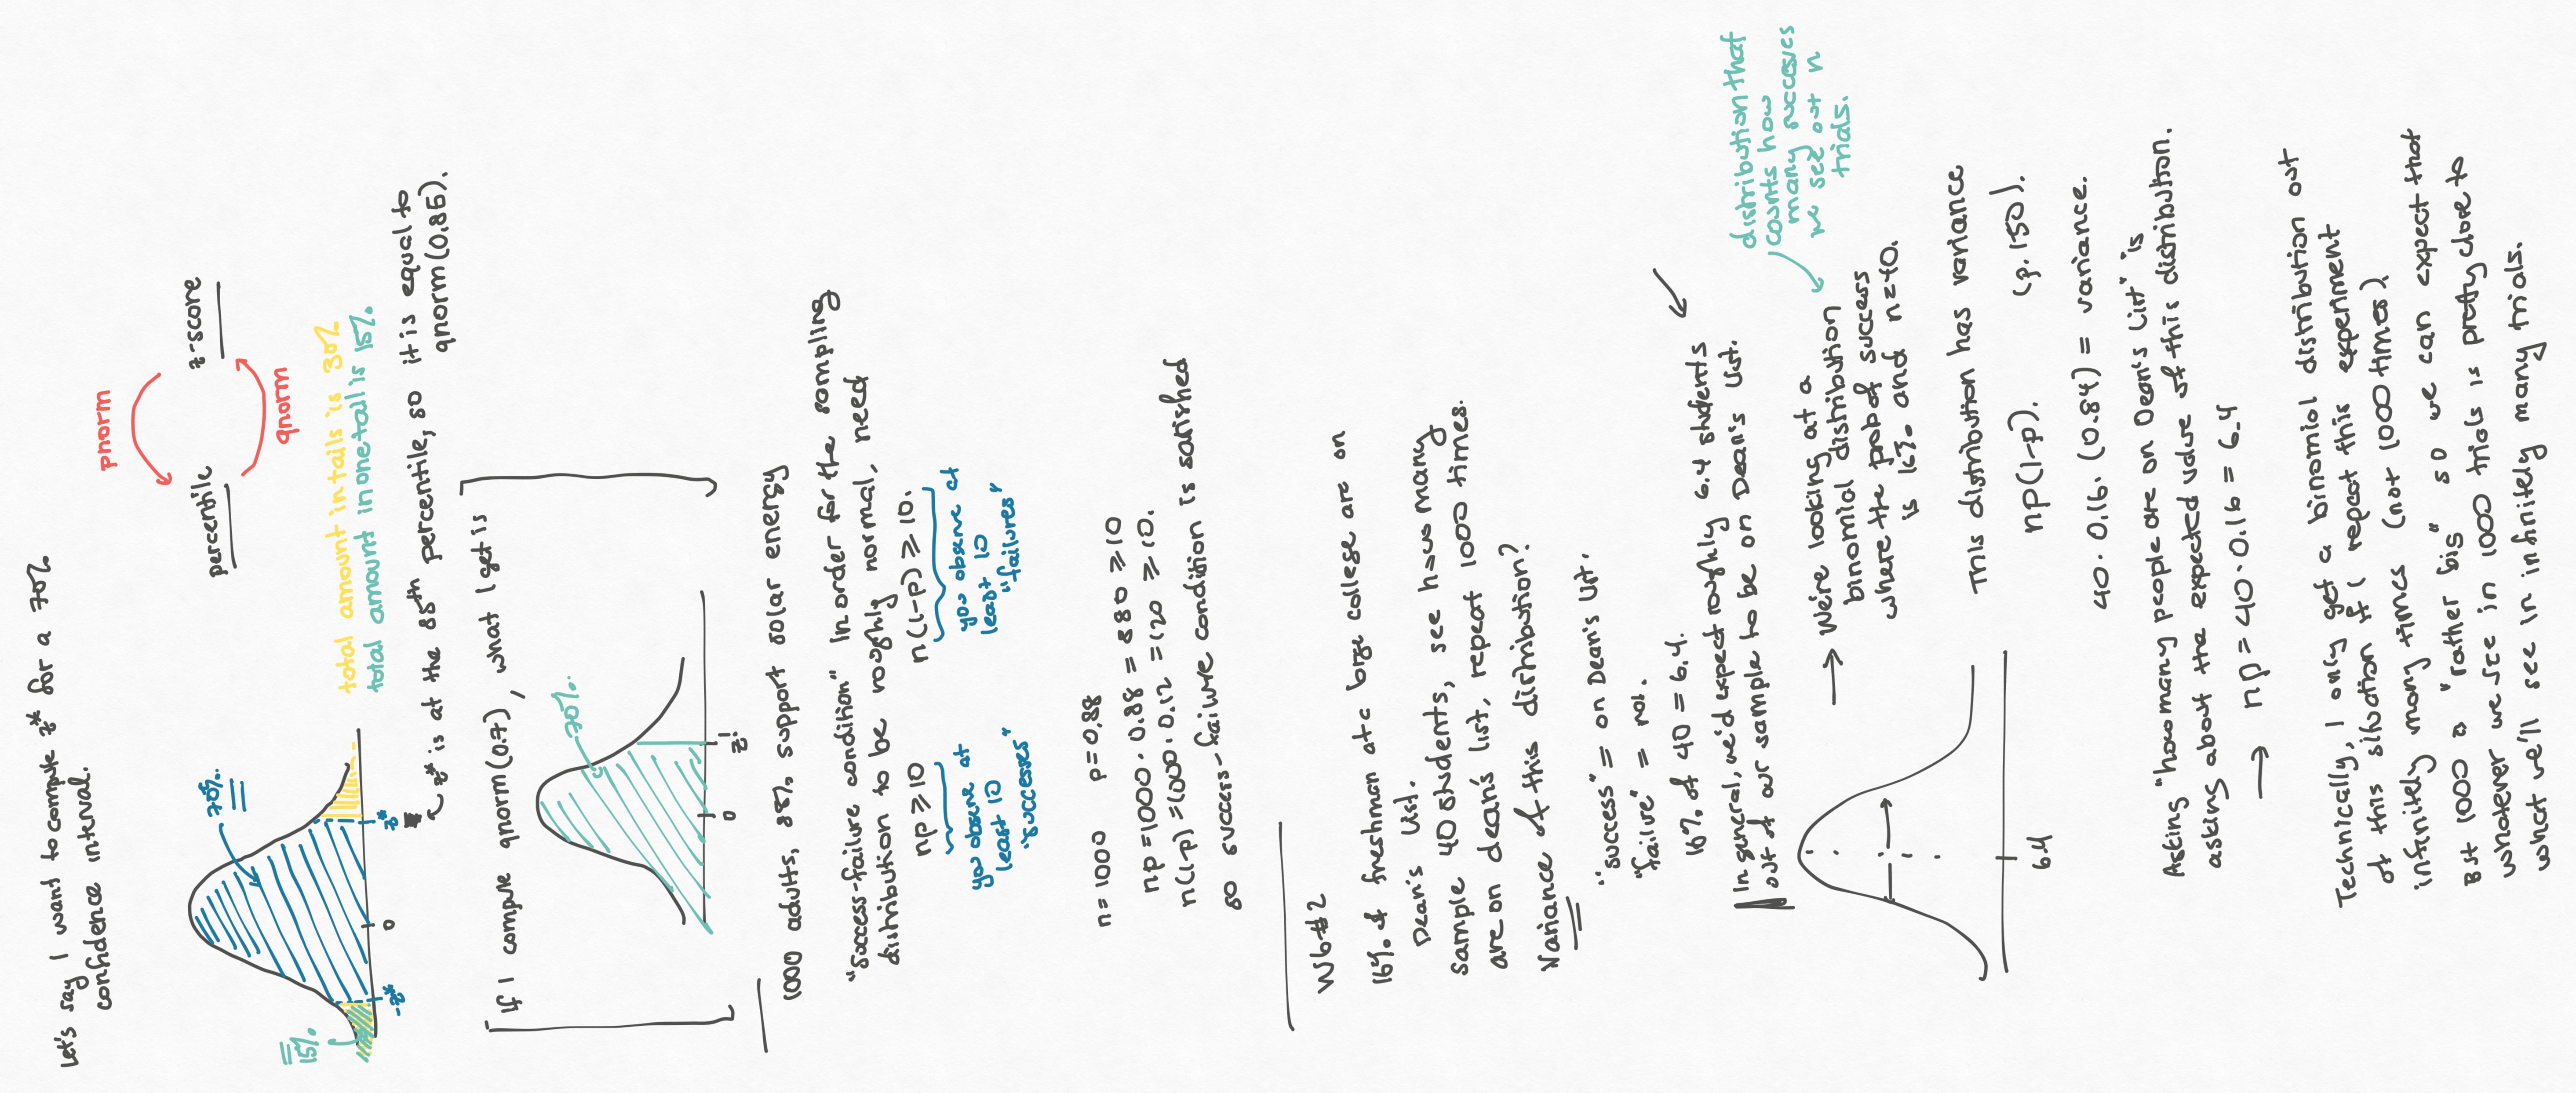 Let's say I want to compute z* for a 70%
confidence interval.
pnorm
percentile
z-score
qnorm
70%.
15%.
-z*
0
z*
total amount in tails is 30%
total amount in one tail is 15%.
z* is at the 85th percentile, so it is equal to
qnorm(0.85).
If I compute qnorm(0.7), what I get is
70%.
0
z!
1000 adults, 88% support solar energy
"success-failure condition" In order for the sampling
distribution to be roughly normal, need
np ≥ 10
n(1-p) ≥ 10.
you observe at
least 10
"successes"
you observe at
least 10
"failures"
n = 1000 p = 0.88
np = 1000 · 0.88 = 880 ≥ 10
n(1-p) = 1000 · 0.12 = 120 ≥ 10.
so success-failure condition is satisfied
W6#2
16% of freshman at a large college are on
Dean's List.
Sample 40 students, see how many
are on dean's list, repeat 1000 times.
Variance of this distribution?
"success" = on Dean's List.
"failure" = not.
16% of 40 = 6.4.
In general, we'd expect roughly 6.4 students
out of our sample to be on Dean's List.
distribution that
counts how
many successes
we see out n
trials.
→ We're looking at a
binomial distribution
where the prob of success
is 16% and n=40.
6.4
This distribution has variance
np(1-p). (p. 150).
40 · 0.16 · (0.84) = variance.
Asking "how many people are on Dean's List" is
asking about the expected value of this distribution.
→ np = 40 · 0.16 = 6.4
Technically, I only get a binomial distribution out
of this situation if I repeat this experiment
infinitely many times (not 1000 times).
But 1000 is "rather big" so we can expect that
whatever we see in 1000 trials is pretty close to
what we'll see in infinitely many trials.